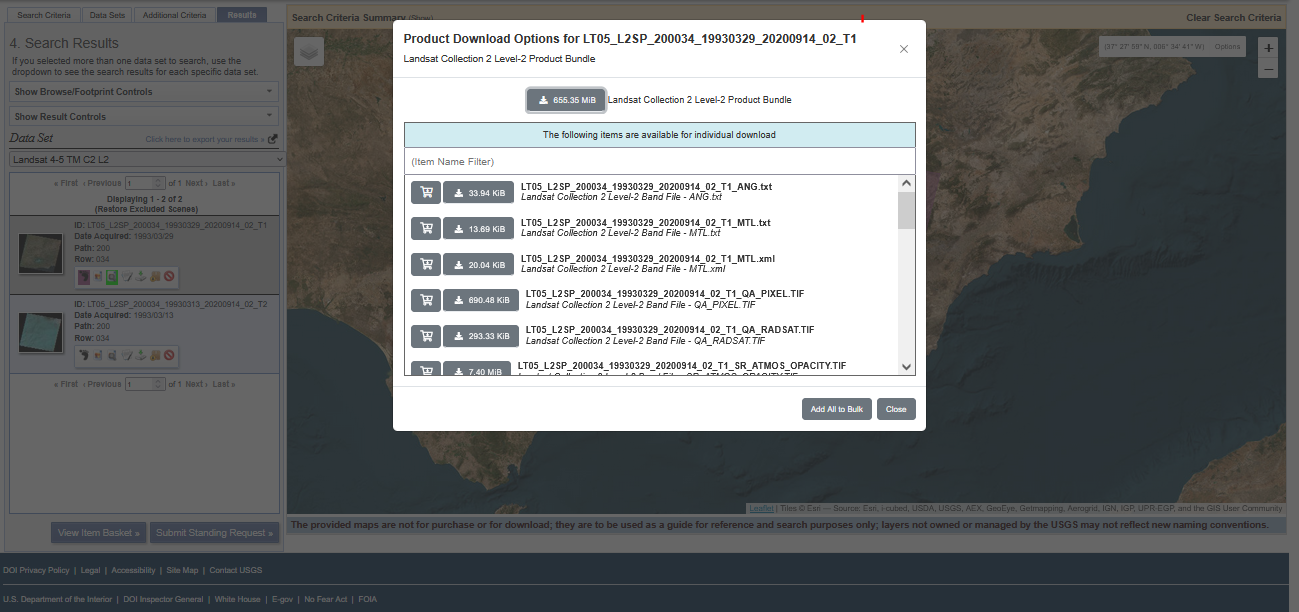 Search Criteria
Data Sets
Additional Criteria
Results
4. Search Results
If you selected more than one data set to search, use the
dropdown to see the search results for each specific data set.
Show Browse/Footprint Controls
Show Result Controls
Data Set
Click here to export your results »
Landsat 4-5 TM C2 L2
« First ‹ Previous 1 of 1 Next › Last »
Displaying 1 - 2 of 2
(Restore Excluded Scenes)
ID: LT05_L2SP_200034_19930329_20200914_02_T1
Date Acquired: 1993/03/29
Path: 200
Row: 034
ID: LT05_L2SP_200034_19930313_20200914_02_T2
Date Acquired: 1993/03/13
Path: 200
Row: 034
« First ‹ Previous 1 of 1 Next › Last »
View Item Basket »
Submit Standing Request »
Search Criteria Summary (Show)
Clear Search Criteria
Options
+
−
Product Download Options for LT05_L2SP_200034_19930329_20200914_02_T1
×
Landsat Collection 2 Level-2 Product Bundle
655.35 MiB Landsat Collection 2 Level-2 Product Bundle
The following items are available for individual download
(Item Name Filter)
33.94 KiB LT05_L2SP_200034_19930329_20200914_02_T1_ANG.txt
Landsat Collection 2 Level-2 Band File - ANG.txt
13.69 KiB LT05_L2SP_200034_19930329_20200914_02_T1_MTL.txt
Landsat Collection 2 Level-2 Band File - MTL.txt
20.04 KiB LT05_L2SP_200034_19930329_20200914_02_T1_MTL.xml
Landsat Collection 2 Level-2 Band File - MTL.xml
690.48 KiB LT05_L2SP_200034_19930329_20200914_02_T1_QA_PIXEL.TIF
Landsat Collection 2 Level-2 Band File - QA_PIXEL.TIF
293.33 KiB LT05_L2SP_200034_19930329_20200914_02_T1_QA_RADSAT.TIF
Landsat Collection 2 Level-2 Band File - QA_RADSAT.TIF
7.40 MiB LT05_L2SP_200034_19930329_20200914_02_T1_SR_ATMOS_OPACITY.TIF
Landsat Collection 2 Level-2 Band File - SR_ATMOS_OPACITY.TIF
Add All to Bulk
Close
Leaflet | Tiles © Esri — Source: Esri, i-cubed, USDA, USGS, AEX, GeoEye, Getmapping, Aerogrid, IGN, IGP, UPR-EGP, and the GIS User Community
The provided maps are not for purchase or for download; they are to be used as a guide for reference and search purposes only; layers not owned or managed by the USGS may not reflect new naming conventions.
DOI Privacy Policy | Legal | Accessibility | Site Map | Contact USGS
U.S. Department of the Interior | DOI Inspector General | White House | E-gov | No Fear Act | FOIA